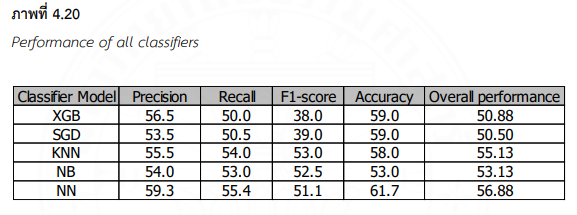 ภาพที่ 4.20
Performance of all classifiers
Classifier Model Precision Recall F1-score Accuracy Overall performance
XGB 56.5 50.0 38.0 59.0 50.88
SGD 53.5 50.5 39.0 59.0 50.50
KNN 55.5 54.0 53.0 58.0 55.13
NB 54.0 53.0 52.5 53.0 53.13
NN 59.3 55.4 51.1 61.7 56.88